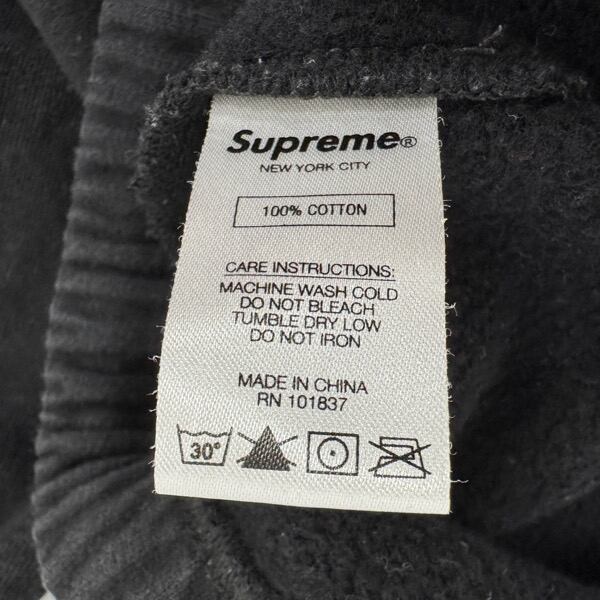 Supreme®
NEW YORK CITY
100% COTTON
CARE INSTRUCTIONS:
MACHINE WASH COLD
DO NOT BLEACH
TUMBLE DRY LOW
DO NOT IRON
MADE IN CHINA
RN 101837
30°